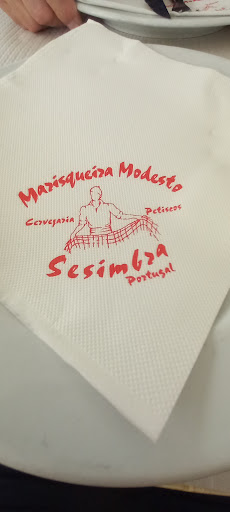 Marisqueira Modesto
Cervejaria Petiscos
Sesimbra
Portugal